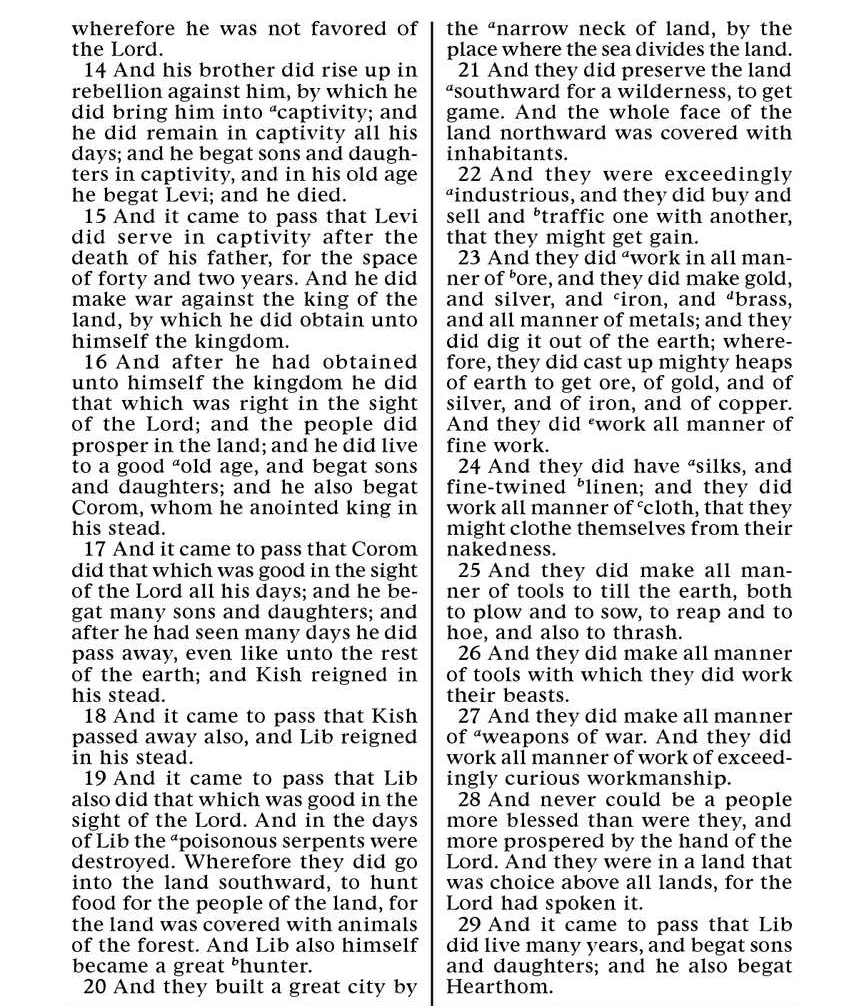 wherefore he was not favored of
the Lord.
14 And his brother did rise up in
rebellion against him, by which he
did bring him into ᵃcaptivity; and
he did remain in captivity all his
days; and he begat sons and daugh-
ters in captivity, and in his old age
he begat Levi; and he died.
15 And it came to pass that Levi
did serve in captivity after the
death of his father, for the space
of forty and two years. And he did
make war against the king of the
land, by which he did obtain unto
himself the kingdom.
16 And after he had obtained
unto himself the kingdom he did
that which was right in the sight
of the Lord; and the people did
prosper in the land; and he did live
to a good ᵃold age, and begat sons
and daughters; and he also begat
Corom, whom he anointed king in
his stead.
17 And it came to pass that Corom
did that which was good in the sight
of the Lord all his days; and he be-
gat many sons and daughters; and
after he had seen many days he did
pass away, even like unto the rest
of the earth; and Kish reigned in
his stead.
18 And it came to pass that Kish
passed away also, and Lib reigned
in his stead.
19 And it came to pass that Lib
also did that which was good in the
sight of the Lord. And in the days
of Lib the ᵃpoisonous serpents were
destroyed. Wherefore they did go
into the land southward, to hunt
food for the people of the land, for
the land was covered with animals
of the forest. And Lib also himself
became a great ᵇhunter.
20 And they built a great city by
the ᵃnarrow neck of land, by the
place where the sea divides the land.
21 And they did preserve the land
ᵃsouthward for a wilderness, to get
game. And the whole face of the
land northward was covered with
inhabitants.
22 And they were exceedingly
ᵃindustrious, and they did buy and
sell and ᵇtraffic one with another,
that they might get gain.
23 And they did ᵃwork in all man-
ner of ᵇore, and they did make gold,
and silver, and ᶜiron, and ᵈbrass,
and all manner of metals; and they
did dig it out of the earth; where-
fore, they did cast up mighty heaps
of earth to get ore, of gold, and of
silver, and of iron, and of copper.
And they did ᵉwork all manner of
fine work.
24 And they did have ᵃsilks, and
fine-twined ᵇlinen; and they did
work all manner of ᶜcloth, that they
might clothe themselves from their
nakedness.
25 And they did make all man-
ner of tools to till the earth, both
to plow and to sow, to reap and to
hoe, and also to thrash.
26 And they did make all manner
of tools with which they did work
their beasts.
27 And they did make all manner
of ᵃweapons of war. And they did
work all manner of work of exceed-
ingly curious workmanship.
28 And never could be a people
more blessed than were they, and
more prospered by the hand of the
Lord. And they were in a land that
was choice above all lands, for the
Lord had spoken it.
29 And it came to pass that Lib
did live many years, and begat sons
and daughters; and he also begat
Hearthom.